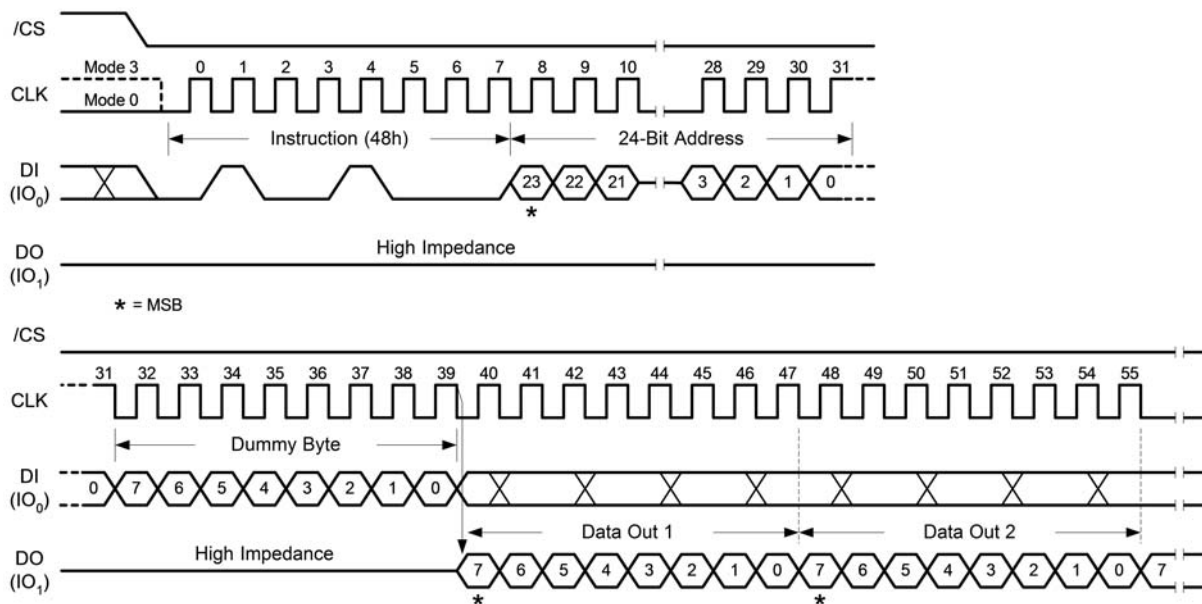 /CS
Mode 3 0 1 2 3 4 5 6 7 8 9 10 28 29 30 31
CLK Mode 0
Instruction (48h) 24-Bit Address
DI
(IO0) 23 22 21 3 2 1 0
*
DO High Impedance
(IO1)
* = MSB
/CS
31 32 33 34 35 36 37 38 39 40 41 42 43 44 45 46 47 48 49 50 51 52 53 54 55
CLK
Dummy Byte
DI
(IO0) 0 7 6 5 4 3 2 1 0
Data Out 1 Data Out 2
DO High Impedance
(IO1) 7 6 5 4 3 2 1 0 7 6 5 4 3 2 1 0 7
* *